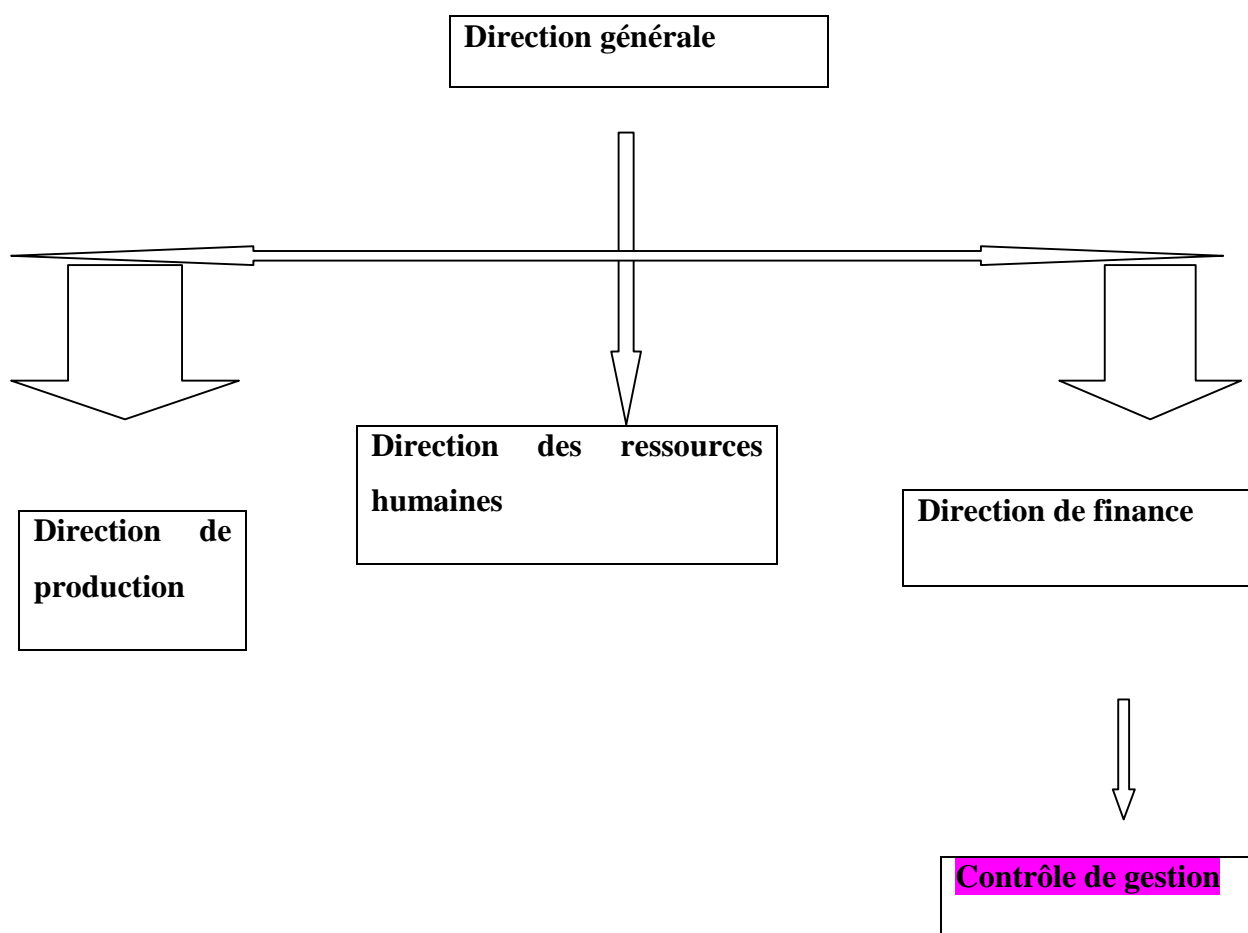 Direction générale
Direction des ressources
humaines
Direction de finance
Direction de
production
Contrôle de gestion